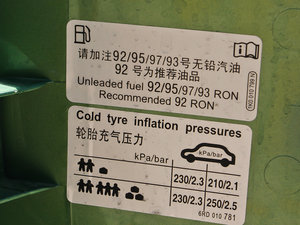 请加注92/95/97/93号无铅汽油
92 号为推荐油品
Unleaded fuel 92/95/97/93 RON
Recommended 92 RON
Cold tyre inflation pressures
轮胎充气压力
kPa/bar
kPa/bar
230/2.3 210/2.1
230/2.3 250/2.5
6RD 010 781